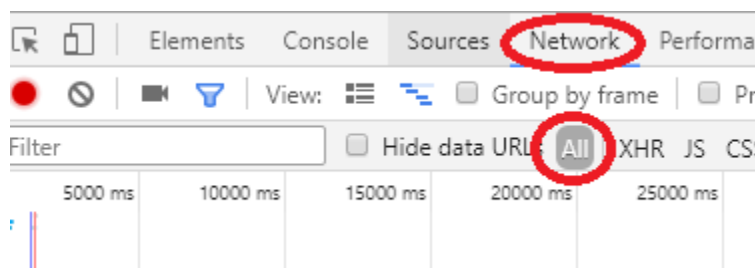 Elements Console Sources Network Performa
View: Group by frame Pr
Filter Hide data URLs All XHR JS CSS
5000 ms 10000 ms 15000 ms 20000 ms 25000 ms